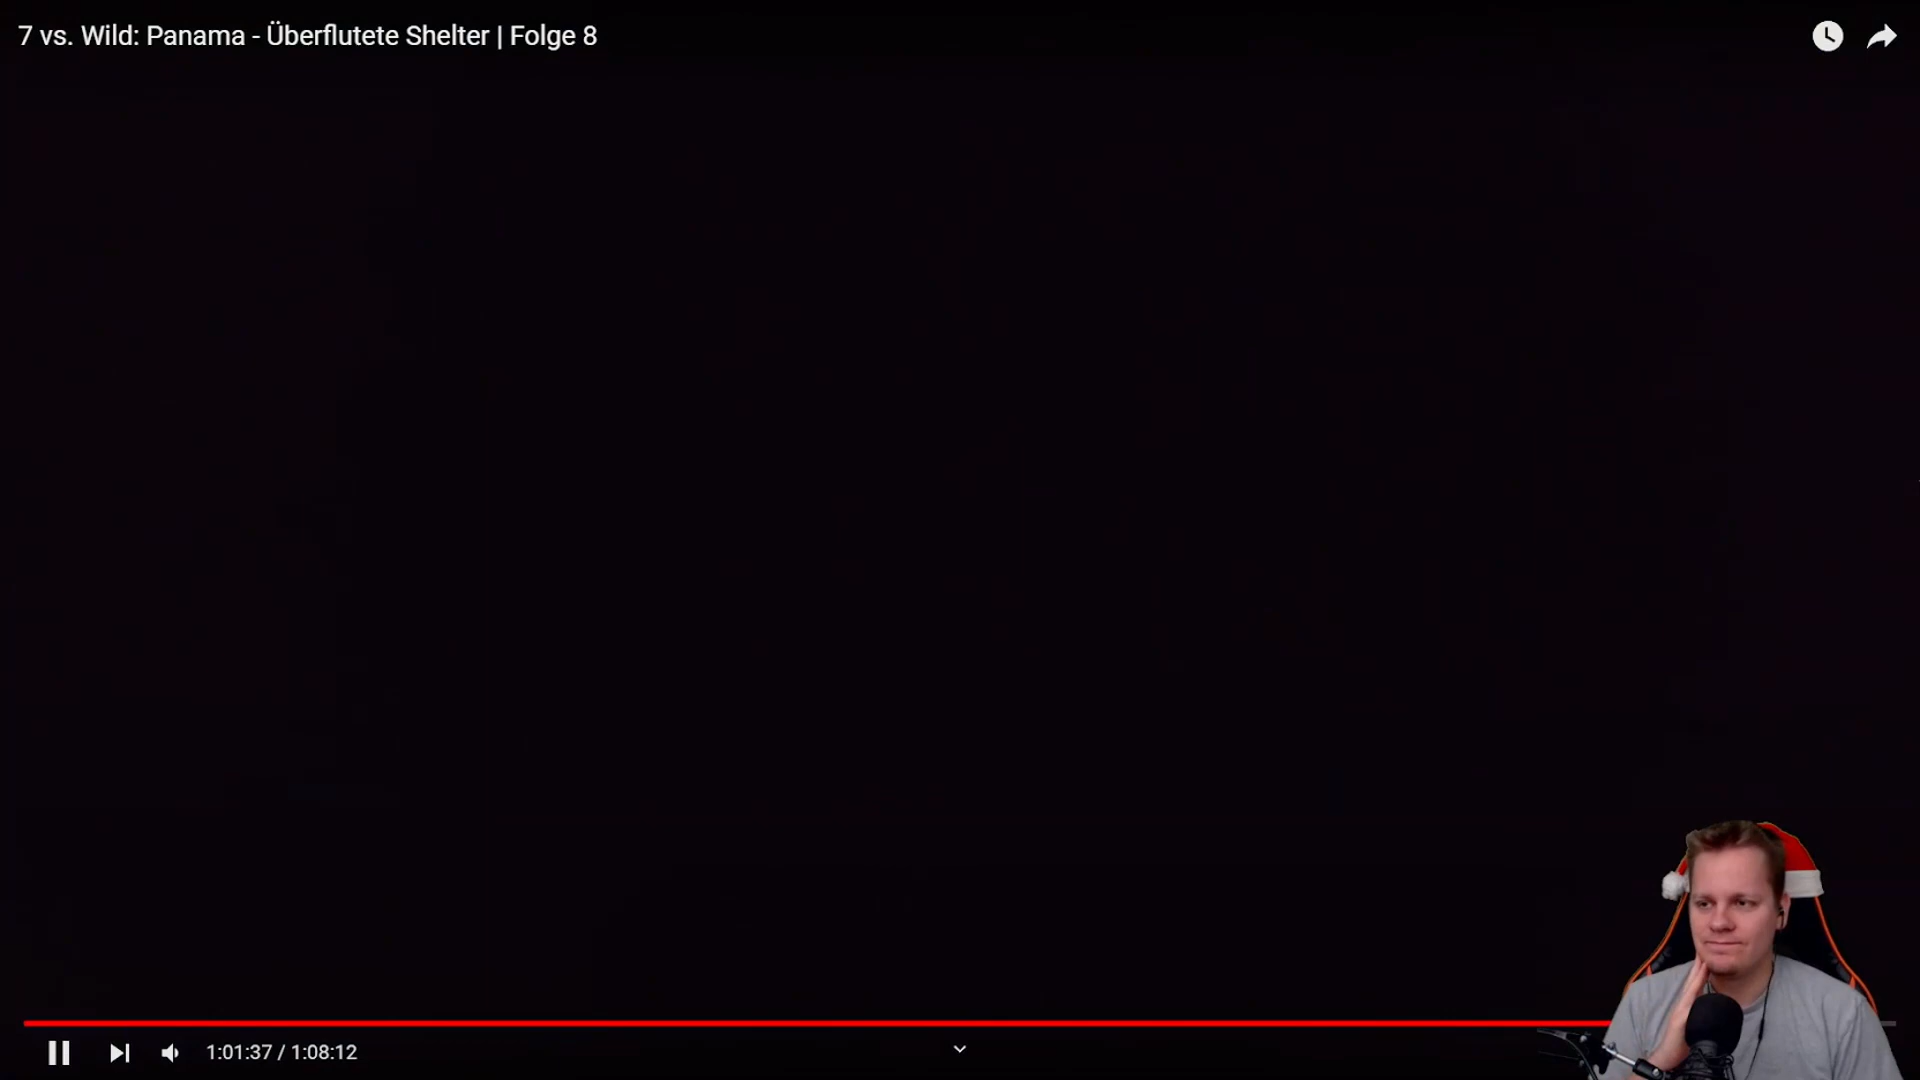 7 vs. Wild: Panama - Überflutete Shelter | Folge 8
1:01:37 / 1:08:12